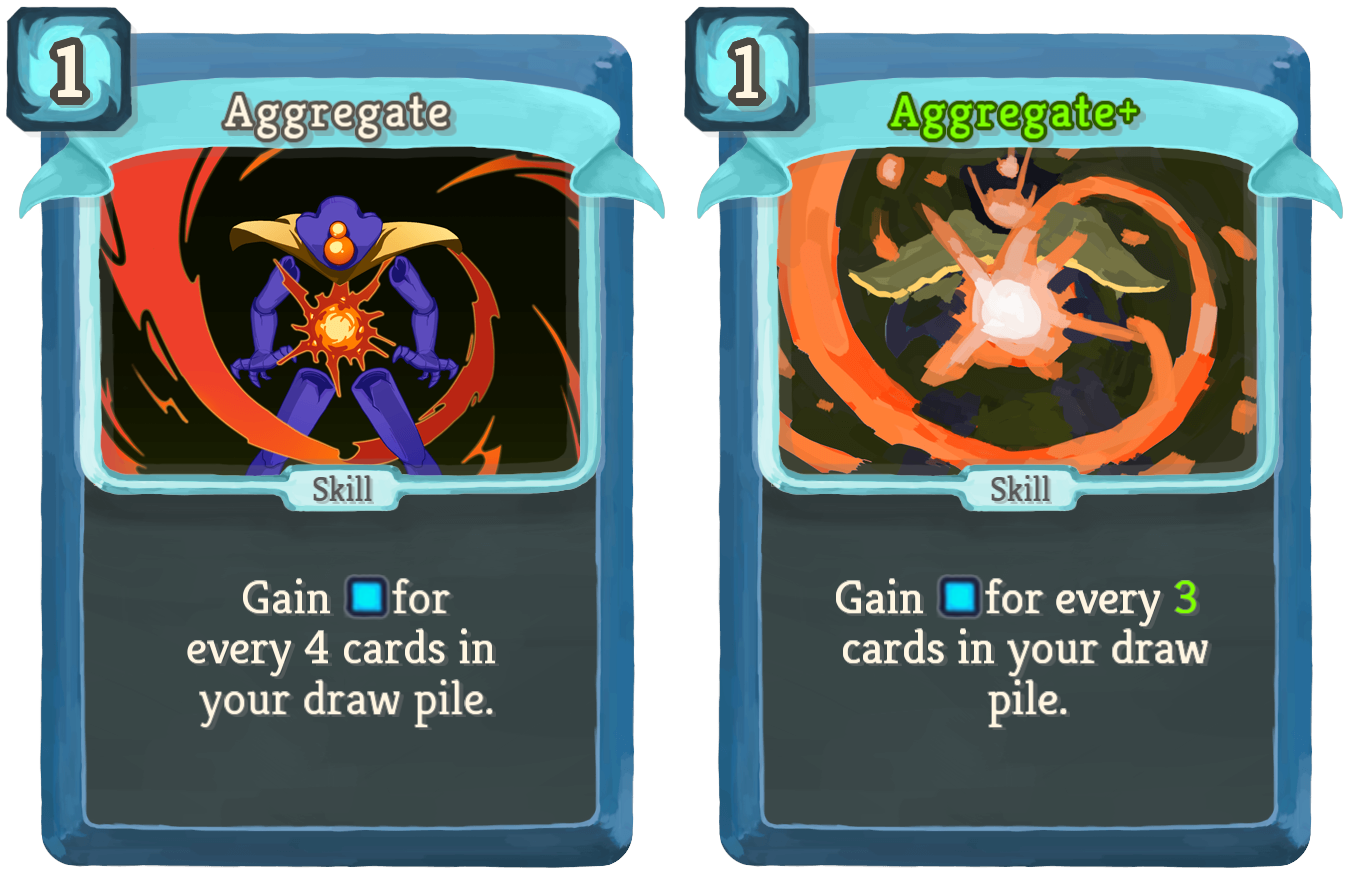 1
Aggregate
Skill
Gain for
every 4 cards in
your draw pile.
1
Aggregate+
Skill
Gain for every 3
cards in your draw
pile.